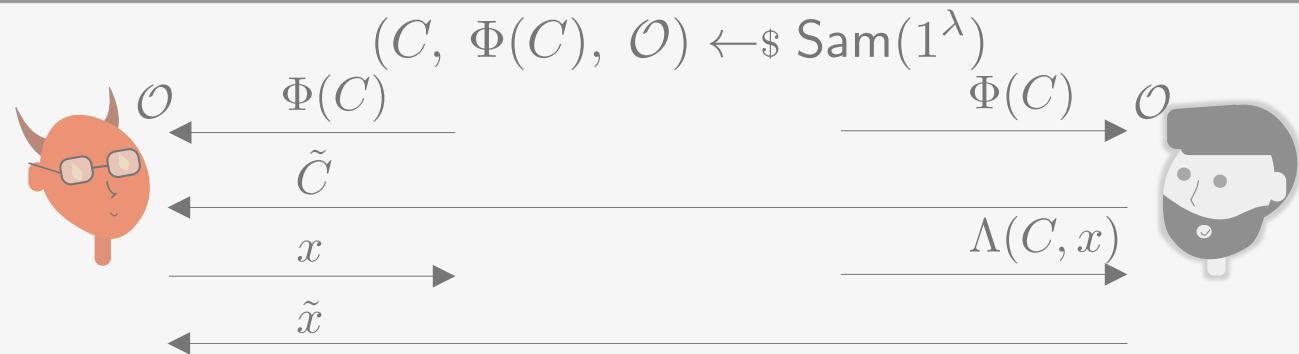 (C, Φ(C), 𝒪) ←$ Sam(1^λ)
𝒪 Φ(C) Φ(C) 𝒪
C̃
x Λ(C, x)
x̃